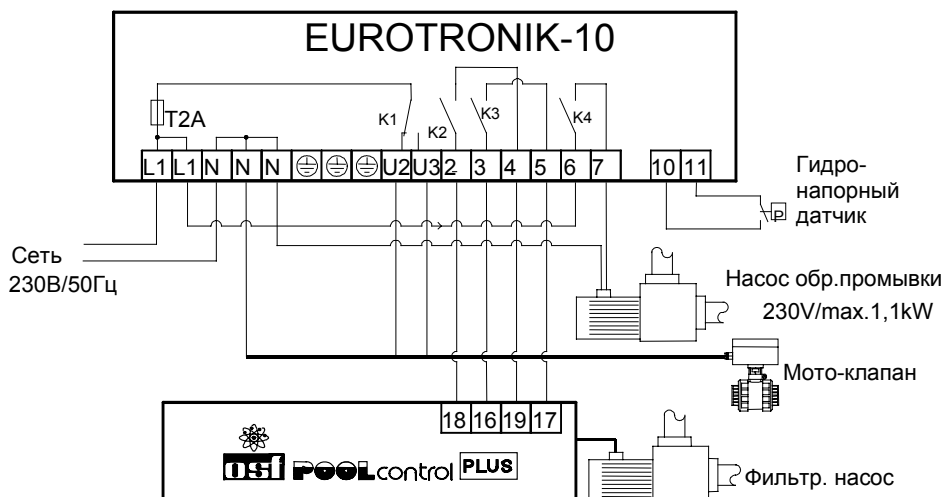 EUROTRONIK-10
T2A
K1
K2
K3
K4
L1 L1 N N N U2 U3 2 3 4 5 6 7 10 11
Гидро-
напорный
датчик
P
Сеть
230В/50Гц
Насос обр.промывки
230V/max.1,1kW
Мото-клапан
18 16 19 17
osf POOL control PLUS
Фильтр. насос